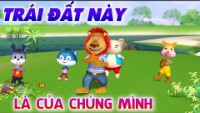 TRÁI ĐẤT NÀY
LÀ CỦA CHÚNG MÌNH